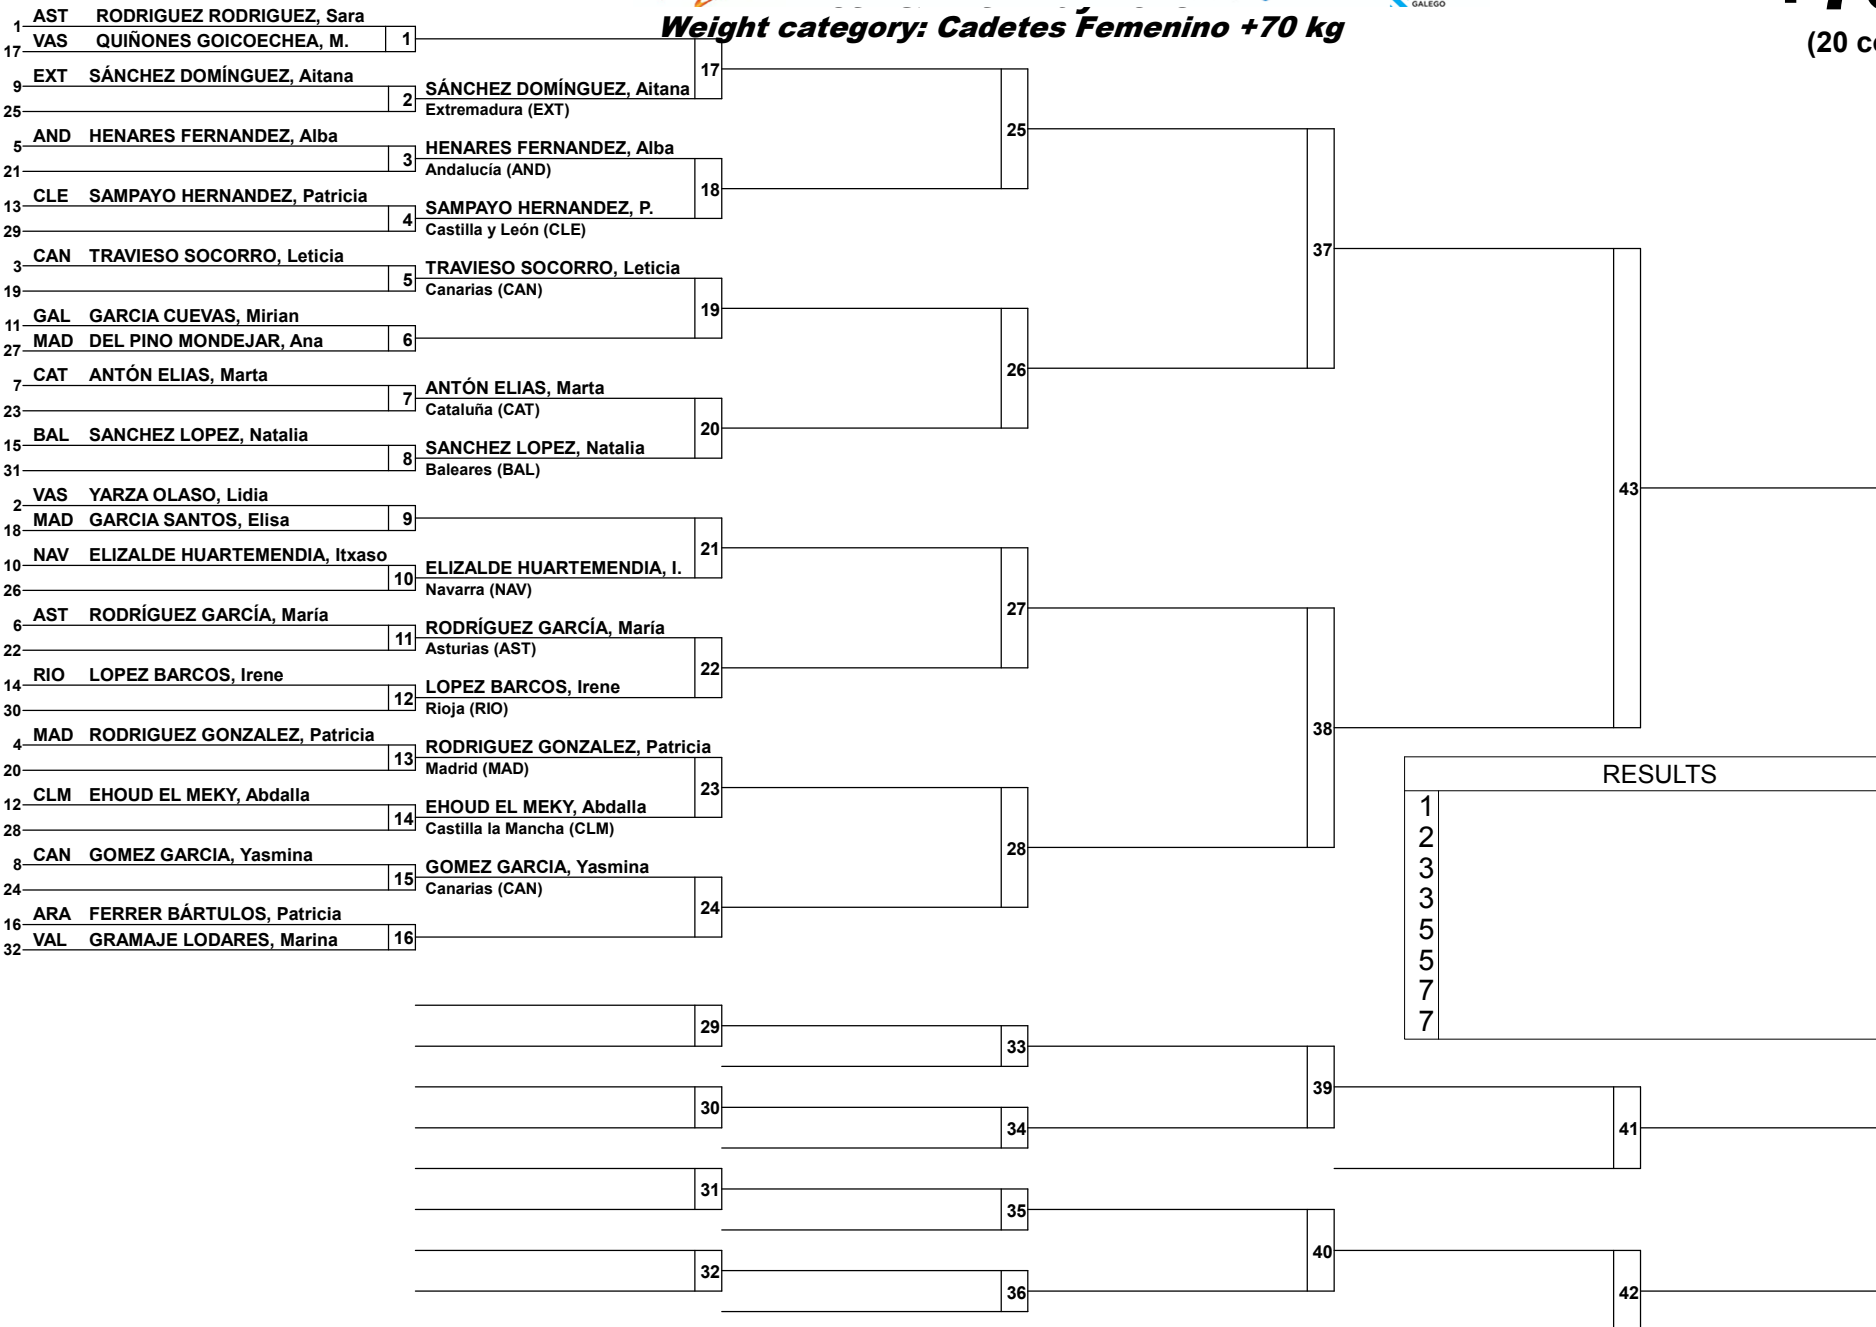 GALEGO
Weight category: Cadetes Femenino +70 kg
(20 c
1 AST RODRIGUEZ RODRIGUEZ, Sara
17 VAS QUIÑONES GOICOECHEA, M.
1
9 EXT SÁNCHEZ DOMÍNGUEZ, Aitana
25
2
SÁNCHEZ DOMÍNGUEZ, Aitana
Extremadura (EXT)
17
5 AND HENARES FERNANDEZ, Alba
21
3
HENARES FERNANDEZ, Alba
Andalucía (AND)
13 CLE SAMPAYO HERNANDEZ, Patricia
29
4
SAMPAYO HERNANDEZ, P.
Castilla y León (CLE)
18
25
3 CAN TRAVIESO SOCORRO, Leticia
19
5
TRAVIESO SOCORRO, Leticia
Canarias (CAN)
11 GAL GARCIA CUEVAS, Mirian
27 MAD DEL PINO MONDEJAR, Ana
6
19
7 CAT ANTÓN ELIAS, Marta
23
7
ANTÓN ELIAS, Marta
Cataluña (CAT)
15 BAL SANCHEZ LOPEZ, Natalia
31
8
SANCHEZ LOPEZ, Natalia
Baleares (BAL)
20
26
37
2 VAS YARZA OLASO, Lidia
18 MAD GARCIA SANTOS, Elisa
9
10 NAV ELIZALDE HUARTEMENDIA, Itxaso
26
10
ELIZALDE HUARTEMENDIA, I.
Navarra (NAV)
21
6 AST RODRÍGUEZ GARCÍA, María
22
11
RODRÍGUEZ GARCÍA, María
Asturias (AST)
14 RIO LOPEZ BARCOS, Irene
30
12
LOPEZ BARCOS, Irene
Rioja (RIO)
22
27
4 MAD RODRIGUEZ GONZALEZ, Patricia
20
13
RODRIGUEZ GONZALEZ, Patricia
Madrid (MAD)
12 CLM EHOUD EL MEKY, Abdalla
28
14
EHOUD EL MEKY, Abdalla
Castilla la Mancha (CLM)
23
8 CAN GOMEZ GARCIA, Yasmina
24
15
GOMEZ GARCIA, Yasmina
Canarias (CAN)
16 ARA FERRER BÁRTULOS, Patricia
32 VAL GRAMAJE LODARES, Marina
16
24
28
38
43
RESULTS
1
2
3
3
5
5
7
7
29
33
30
34
39
41
31
35
32
36
40
42